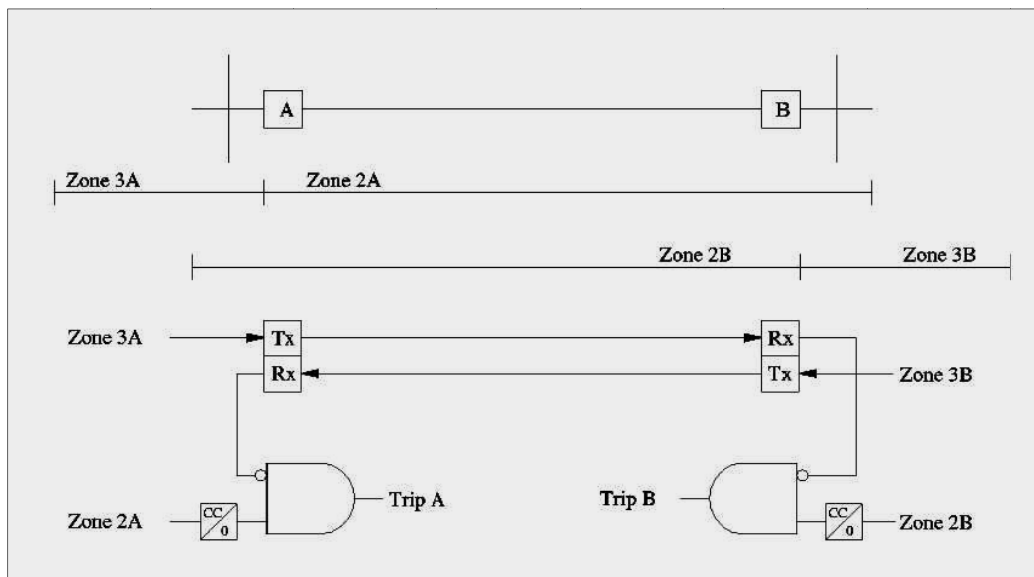 A B
Zone 3A Zone 2A
Zone 2B Zone 3B
Zone 3A Tx Rx
Rx Tx Zone 3B
Trip A Trip B
Zone 2A CC 0 CC 0 Zone 2B